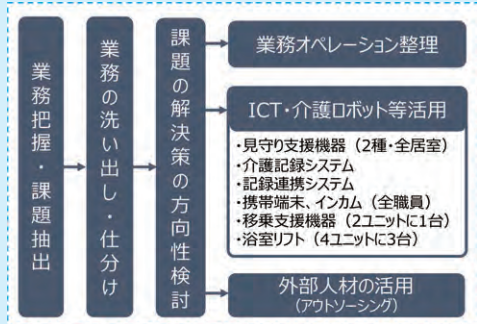 業務把握・課題抽出
業務の洗い出し・仕分け
課題の解決策の方向性検討
業務オペレーション整理
ICT・介護ロボット等活用
・見守り支援機器（2種・全居室）
・介護記録システム
・記録連携システム
・携帯端末、インカム（全職員）
・移乗支援機器（2ユニットに1台）
・浴室リフト（4ユニットに3台）
外部人材の活用
（アウトソーシング）